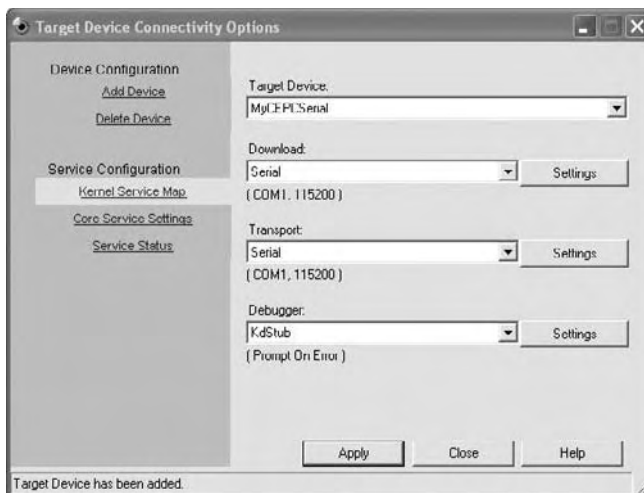 Target Device Connectivity Options
Device Configuration
Add Device
Delete Device
Service Configuration
Kernel Service Map
Core Service Settings
Service Status
Target Device:
MyCEPCSerial
Download:
Serial
Settings
( COM1, 115200 )
Transport:
Serial
Settings
( COM1, 115200 )
Debugger:
KdStub
Settings
( Prompt On Error )
Apply
Close
Help
Target Device has been added.